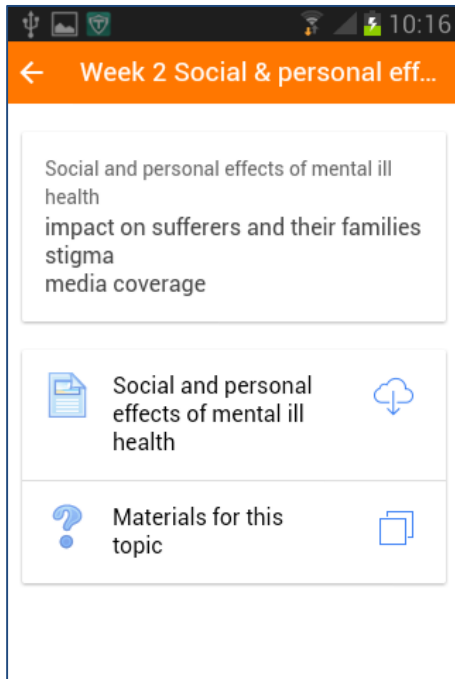 10:16
Week 2 Social & personal eff...
Social and personal effects of mental ill
health
impact on sufferers and their families
stigma
media coverage
Social and personal
effects of mental ill
health
Materials for this
topic